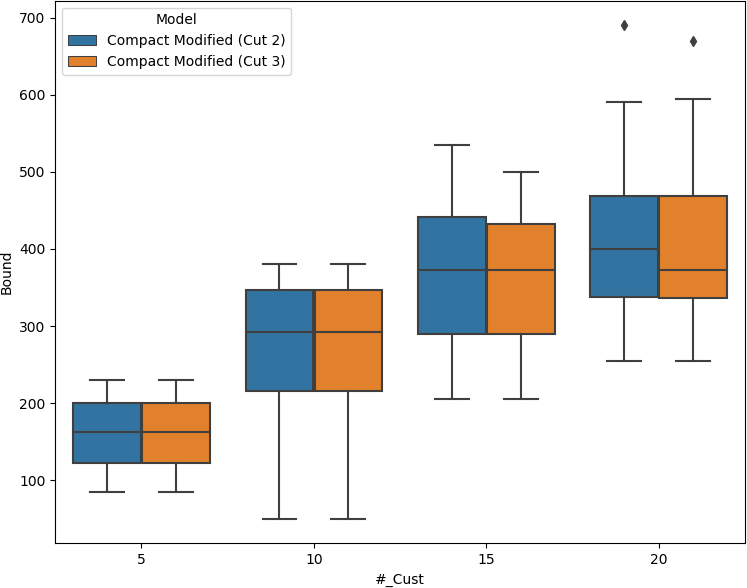 Model
Compact Modified (Cut 2)
Compact Modified (Cut 3)
700
600
500
400
300
200
100
Bound
5 10 15 20
#_Cust